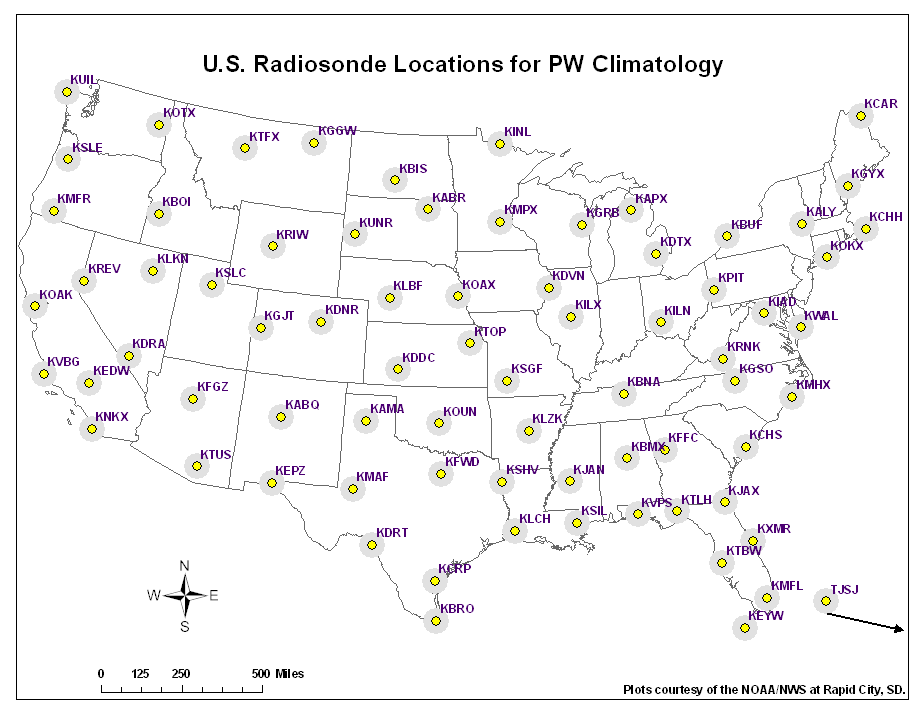 U.S. Radiosonde Locations for PW Climatology
KUIL
KCAR
KOTX
KTFX
KGGW
KINL
KSLE
KBIS
KGYX
KMFR
KBOI
KABR
KAPX
KUNR
KMPX
KGRB
KALY
KCHH
KBUF
KRIW
KDTX
KOKX
KREV
KLKN
KSLC
KLBF
KOAX
KDVN
KPIT
KOAK
KGJT
KDNR
KILX
KILN
KIAD
KWAL
KTOP
KDRA
KVBG
KEDW
KDDC
KSGF
KRNK
KGSO
KFGZ
KBNA
KMHX
KNKX
KABQ
KAMA
KOUN
KLZK
KBMX
KFFC
KCHS
KTUS
KEPZ
KMAF
KFWD
KSHV
KJAN
KVPS
KTLH
KJAX
KLCH
KSIL
KDRT
KXMR
KTBW
KCRP
KMFL
TJSJ
KBRO
KEYW
N
W E
S
0 125 250 500 Miles
Plots courtesy of the NOAA/NWS at Rapid City, SD.